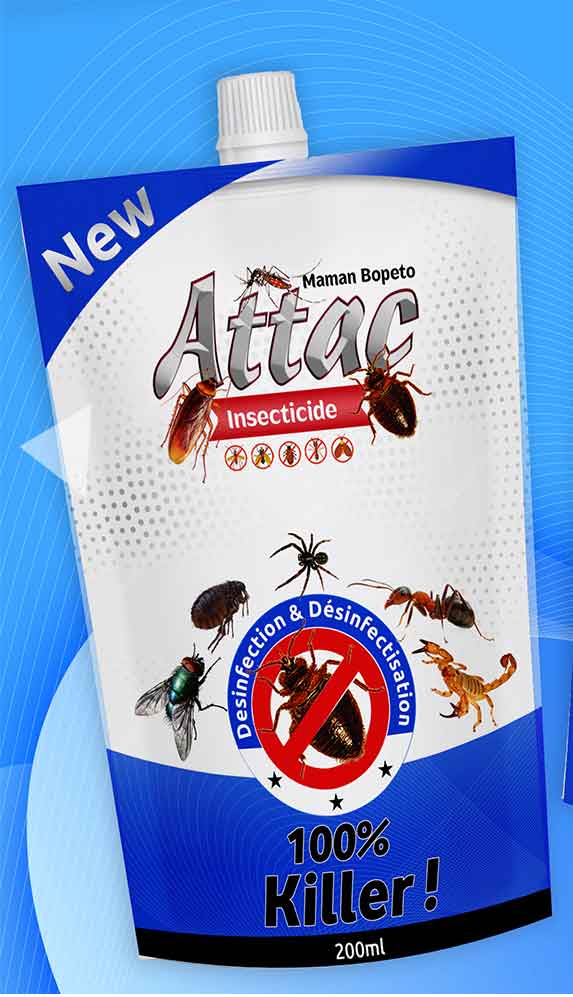 New
Maman Bopeto
Attac
Insecticide
Desinfection & Désinfectisation
100%
Killer!
200ml